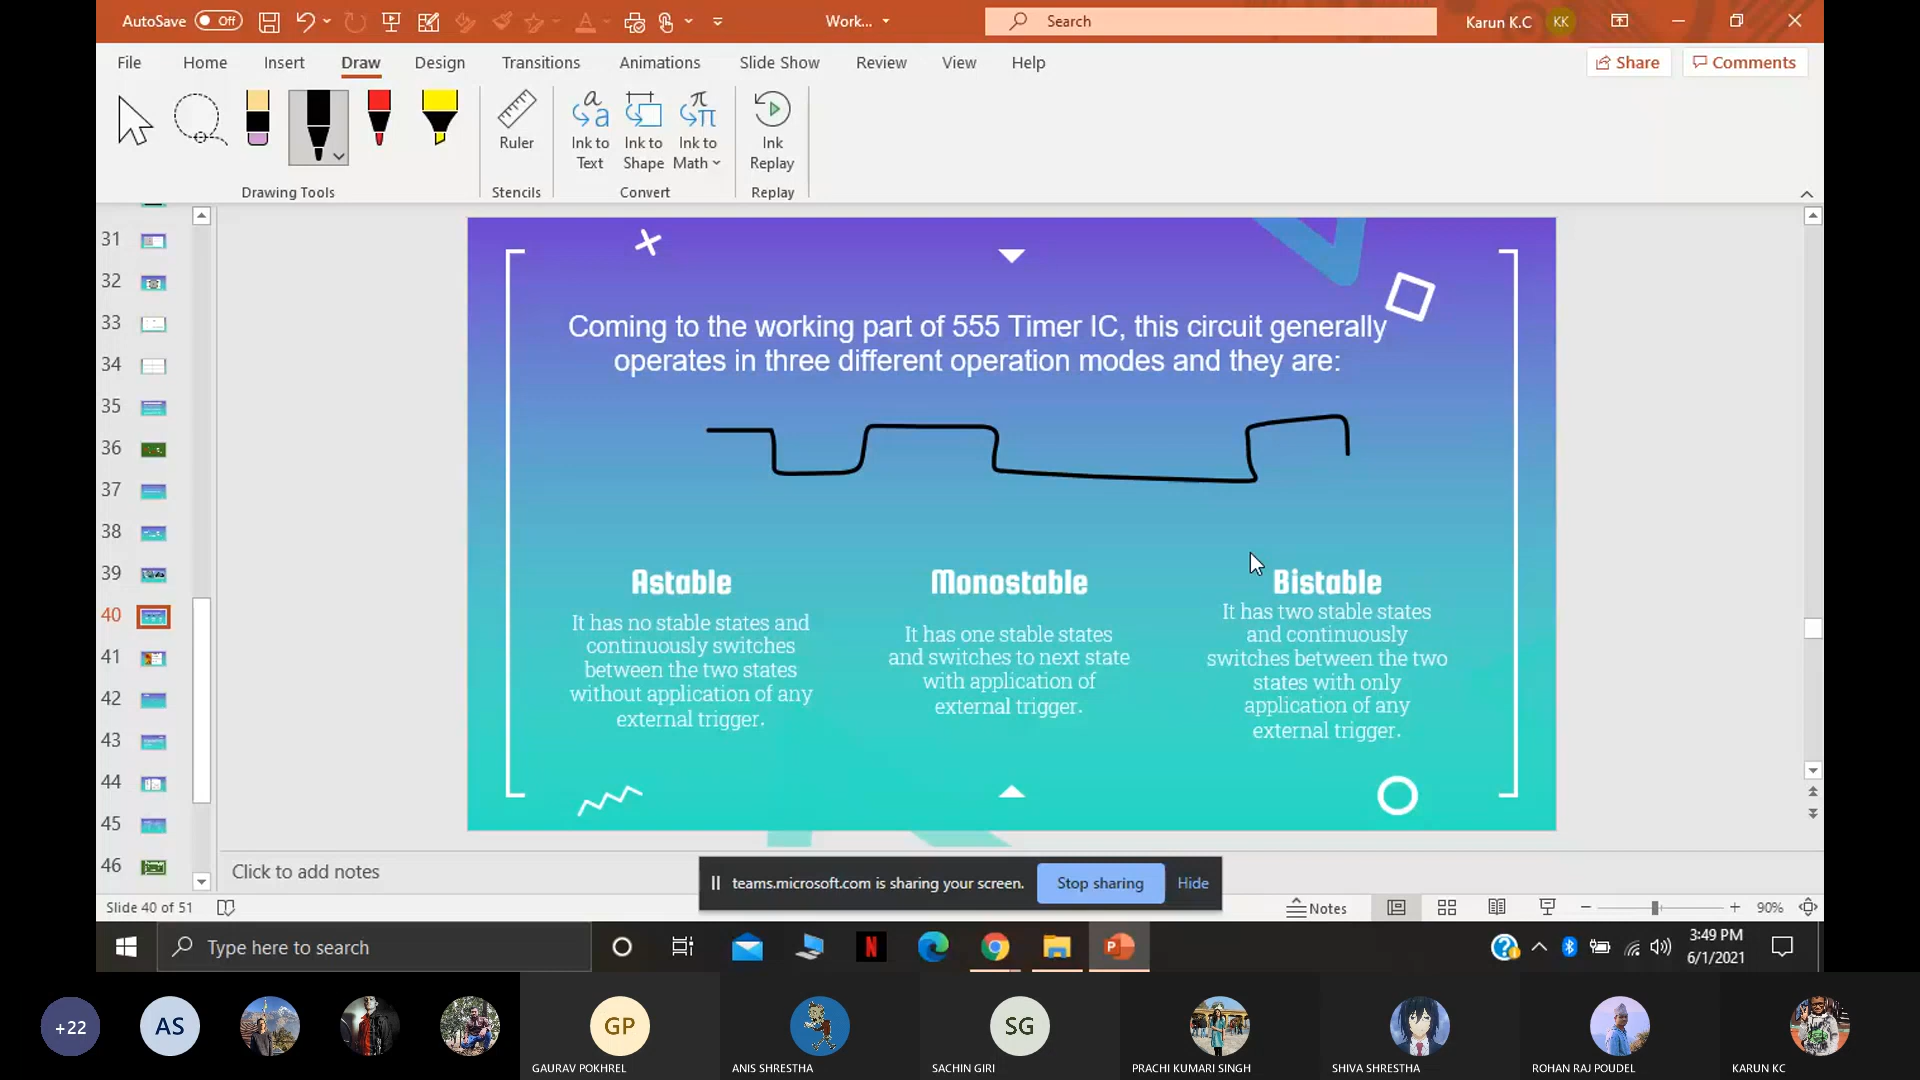 AutoSave Off Work... Search Karun K.C KK
File Home Insert Draw Design Transitions Animations Slide Show Review View Help Share Comments
Ruler
Ink to Text
Ink to Shape
Ink to Math
Ink Replay
Drawing Tools Stencils Convert Replay
31
32
33
34
35
36
37
38
39
40
41
42
43
44
45
46
Coming to the working part of 555 Timer IC, this circuit generally
operates in three different operation modes and they are:
Astable
It has no stable states and
continuously switches
between the two states
without application of any
external trigger.
Monostable
It has one stable states
and switches to next state
with application of
external trigger.
Bistable
It has two stable states
and continuously
switches between the two
states with only
application of any
external trigger.
Click to add notes
teams.microsoft.com is sharing your screen. Stop sharing Hide
Slide 40 of 51 Notes 90%
Type here to search
3:49 PM
6/1/2021
+22 AS GP SG
GAURAV POKHREL ANIS SHRESTHA SACHIN GIRI PRACHI KUMARI SINGH SHIVA SHRESTHA ROHAN RAJ POUDEL KARUN KC